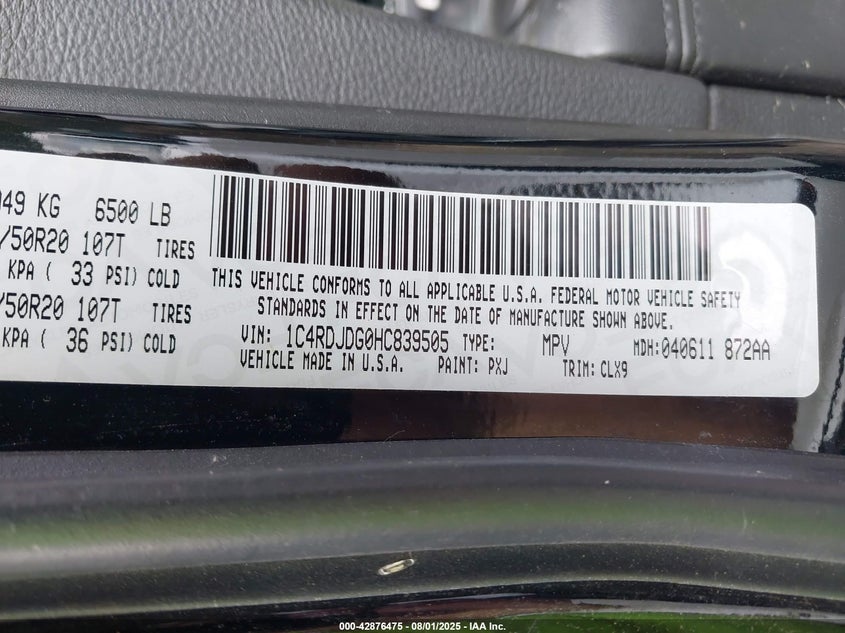 049 KG 6500 LB
/50R20 107T TIRES
KPA ( 33 PSI) COLD
/50R20 107T TIRES
KPA ( 36 PSI) COLD
THIS VEHICLE CONFORMS TO ALL APPLICABLE U.S.A. FEDERAL MOTOR VEHICLE SAFETY
STANDARDS IN EFFECT ON THE DATE OF MANUFACTURE SHOWN ABOVE.
VIN: 1C4RDJDG0HC839505 TYPE: MPV MDH:040611 872AA
VEHICLE MADE IN U.S.A. PAINT: PXJ TRIM: CLX9
000-42876475 - 08/01/2025 - IAA Inc.